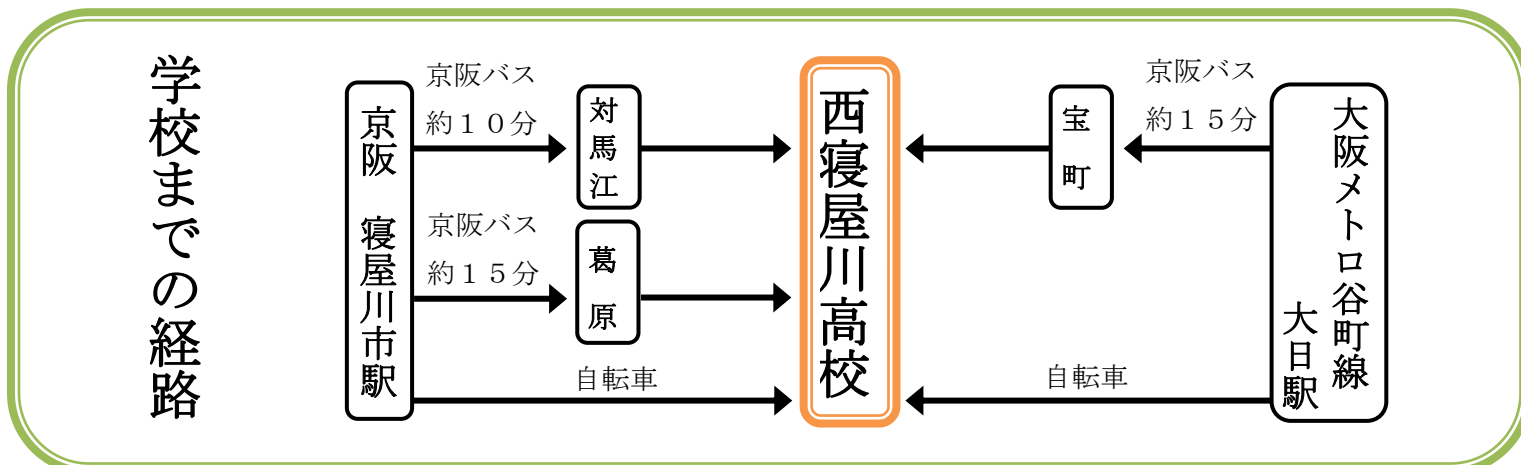 学校までの経路
京阪 寝屋川市駅
京阪バス
約１０分
対馬江
京阪バス
約１５分
葛原
自転車
西寝屋川高校
宝町
京阪バス
約１５分
自転車
大阪メトロ谷町線
大日駅